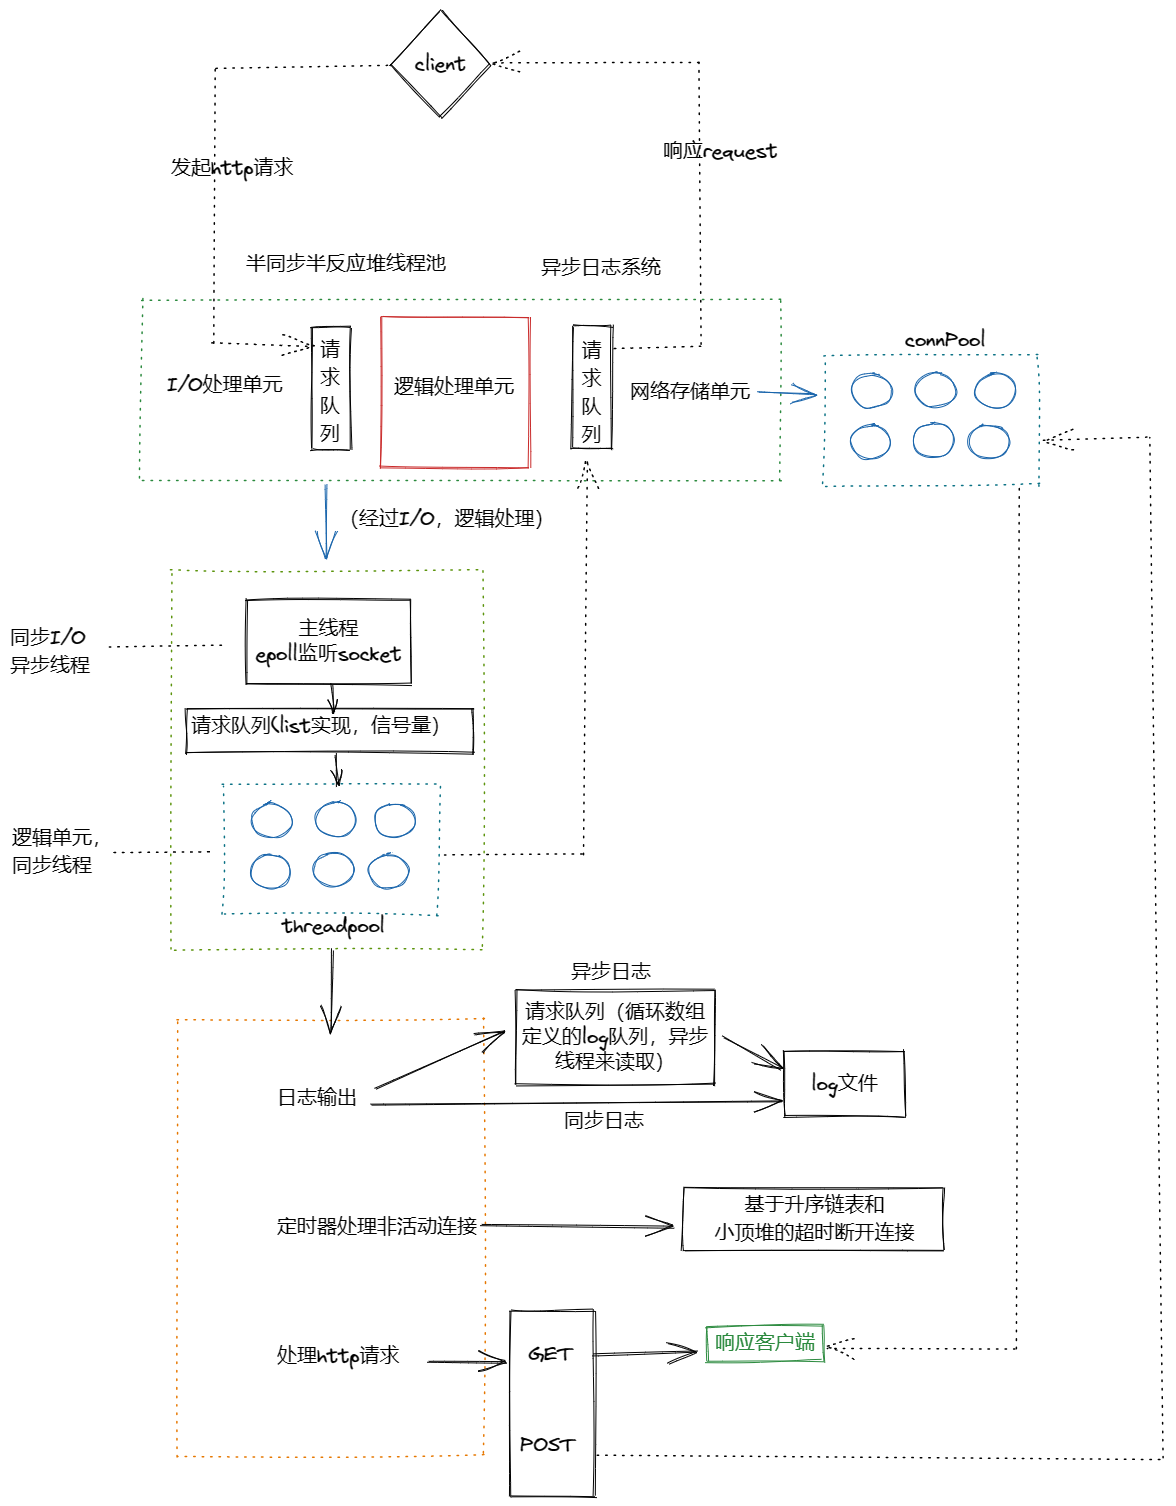 client
发起http请求
响应request
半同步半反应堆线程池
异步日志系统
I/O处理单元
请
求
队
列
逻辑处理单元
请
求
队
列
网络存储单元
connPool
（经过I/O，逻辑处理）
同步I/O
异步线程
主线程
epoll监听socket
请求队列(list实现，信号量）
逻辑单元，
同步线程
threadpool
异步日志
请求队列（循环数组
定义的log队列，异步
线程来读取）
log文件
日志输出
同步日志
定时器处理非活动连接
基于升序链表和
小顶堆的超时断开连接
处理http请求
GET
POST
响应客户端